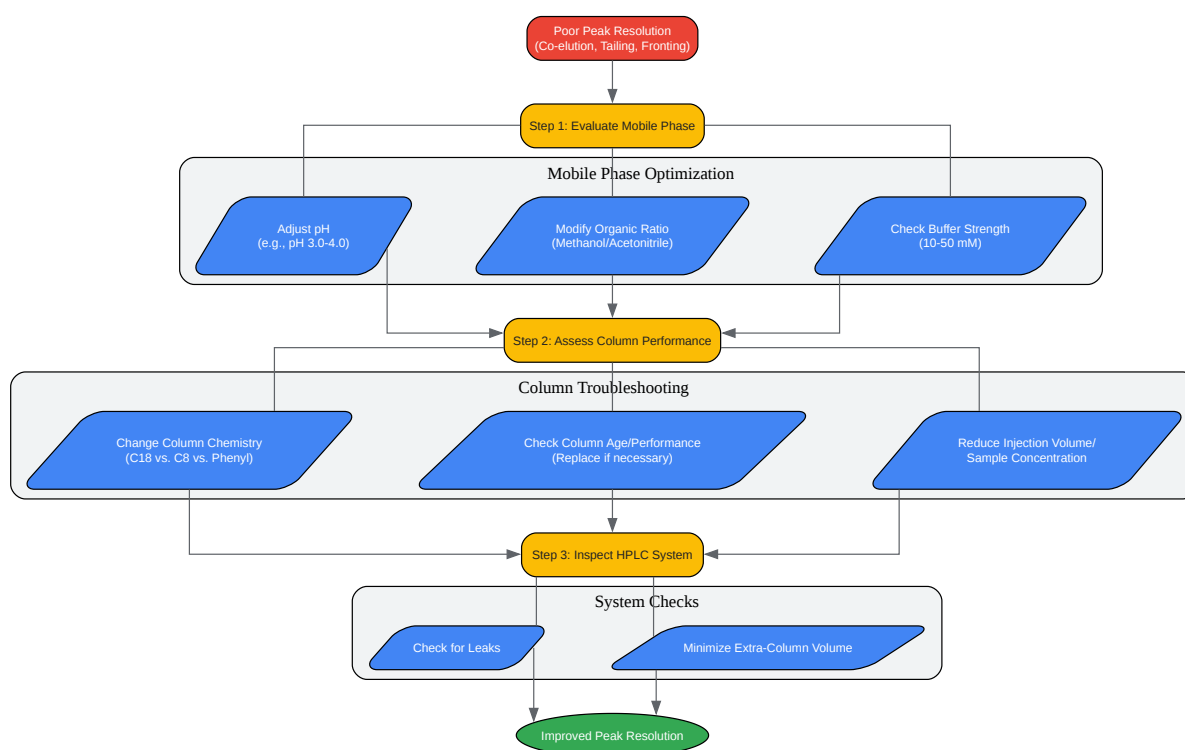 Poor Peak Resolution
(Co-elution, Tailing, Fronting)
Step 1: Evaluate Mobile Phase
Mobile Phase Optimization
Adjust pH
(e.g., pH 3.0-4.0)
Modify Organic Ratio
(Methanol/Acetonitrile)
Check Buffer Strength
(10-50 mM)
Step 2: Assess Column Performance
Column Troubleshooting
Change Column Chemistry
(C18 vs. C8 vs. Phenyl)
Check Column Age/Performance
(Replace if necessary)
Reduce Injection Volume/
Sample Concentration
Step 3: Inspect HPLC System
System Checks
Check for Leaks
Minimize Extra-Column Volume
Improved Peak Resolution